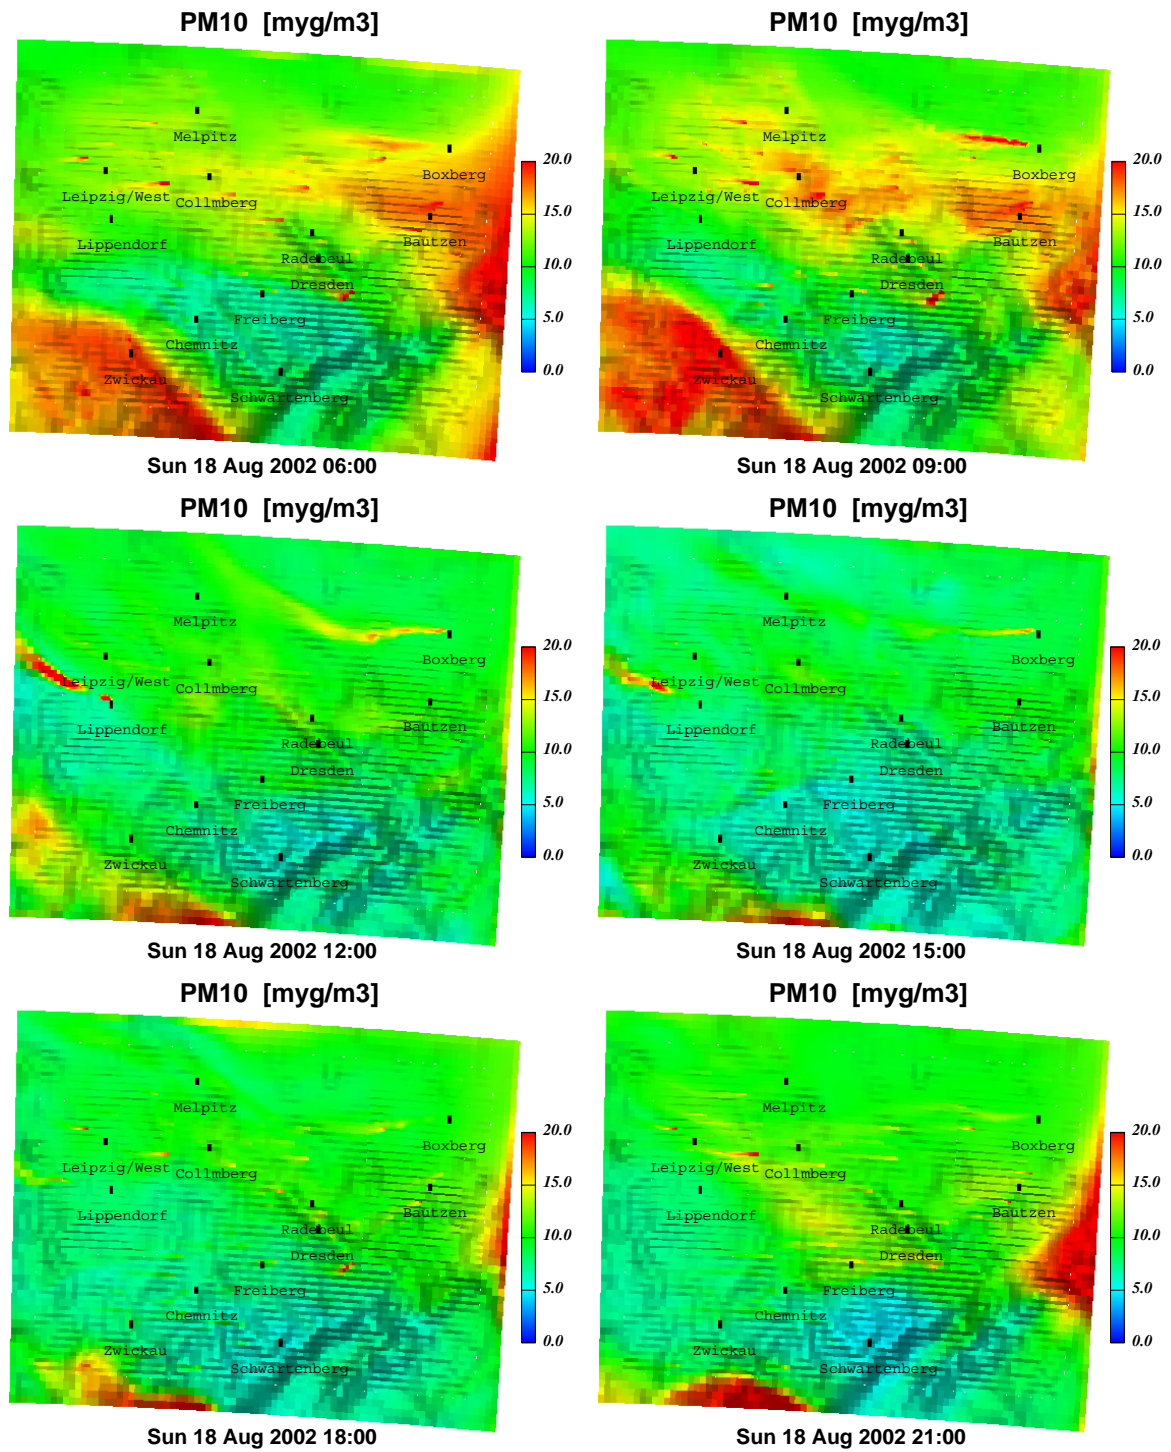 PM10 [myg/m3]
Melpitz
Boxberg
Leipzig/West
Collmberg
Lippendorf
Bautzen
Radebeul
Dresden
Freiberg
Chemnitz
Zwickau
Schwartenberg
20.0
15.0
10.0
5.0
0.0
Sun 18 Aug 2002 06:00
PM10 [myg/m3]
Melpitz
Boxberg
Leipzig/West
Collmberg
Lippendorf
Bautzen
Radebeul
Dresden
Freiberg
Chemnitz
Zwickau
Schwartenberg
20.0
15.0
10.0
5.0
0.0
Sun 18 Aug 2002 09:00
PM10 [myg/m3]
Melpitz
Boxberg
Leipzig/West
Collmberg
Lippendorf
Bautzen
Radebeul
Dresden
Freiberg
Chemnitz
Zwickau
Schwartenberg
20.0
15.0
10.0
5.0
0.0
Sun 18 Aug 2002 12:00
PM10 [myg/m3]
Melpitz
Boxberg
Leipzig/West
Collmberg
Lippendorf
Bautzen
Radebeul
Dresden
Freiberg
Chemnitz
Zwickau
Schwartenberg
20.0
15.0
10.0
5.0
0.0
Sun 18 Aug 2002 15:00
PM10 [myg/m3]
Melpitz
Boxberg
Leipzig/West
Collmberg
Lippendorf
Bautzen
Radebeul
Dresden
Freiberg
Chemnitz
Zwickau
Schwartenberg
20.0
15.0
10.0
5.0
0.0
Sun 18 Aug 2002 18:00
PM10 [myg/m3]
Melpitz
Boxberg
Leipzig/West
Collmberg
Lippendorf
Bautzen
Radebeul
Dresden
Freiberg
Chemnitz
Zwickau
Schwartenberg
20.0
15.0
10.0
5.0
0.0
Sun 18 Aug 2002 21:00